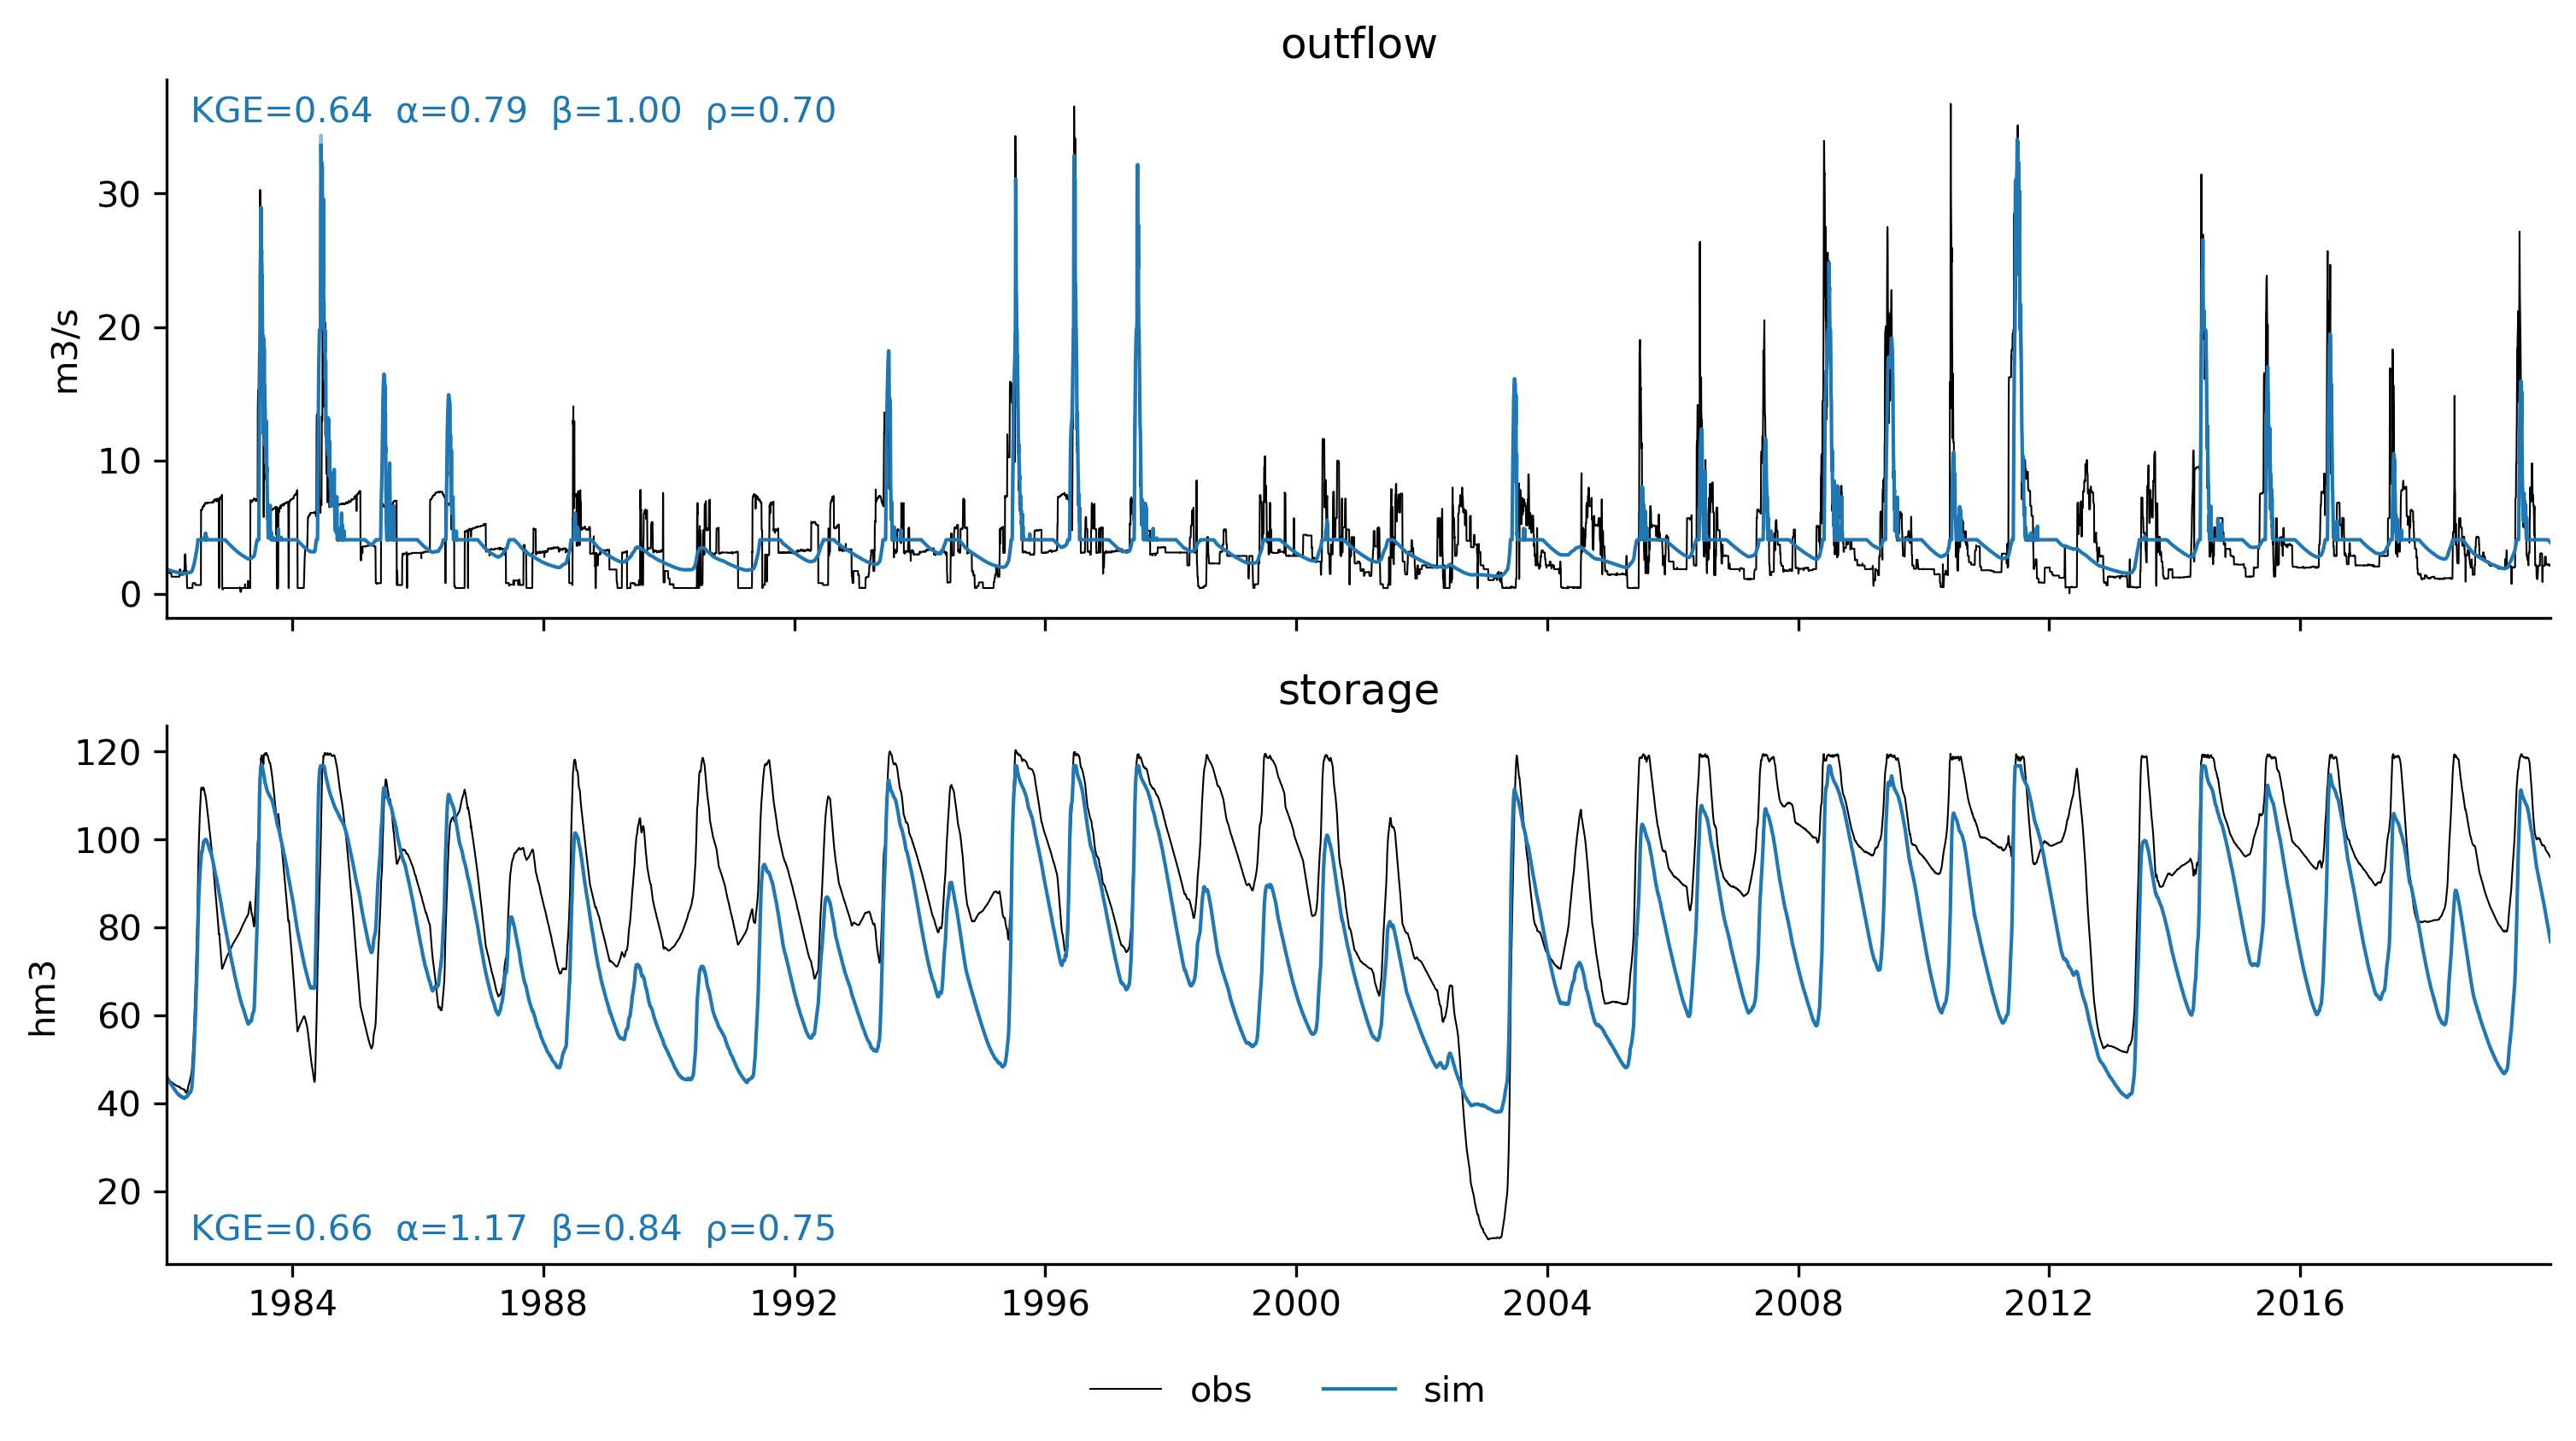 outflow
KGE=0.64 α=0.79 β=1.00 ρ=0.70
30
20
10
0
m3/s
storage
120
100
80
60
40
20
hm3
KGE=0.66 α=1.17 β=0.84 ρ=0.75
1984 1988 1992 1996 2000 2004 2008 2012 2016
obs sim